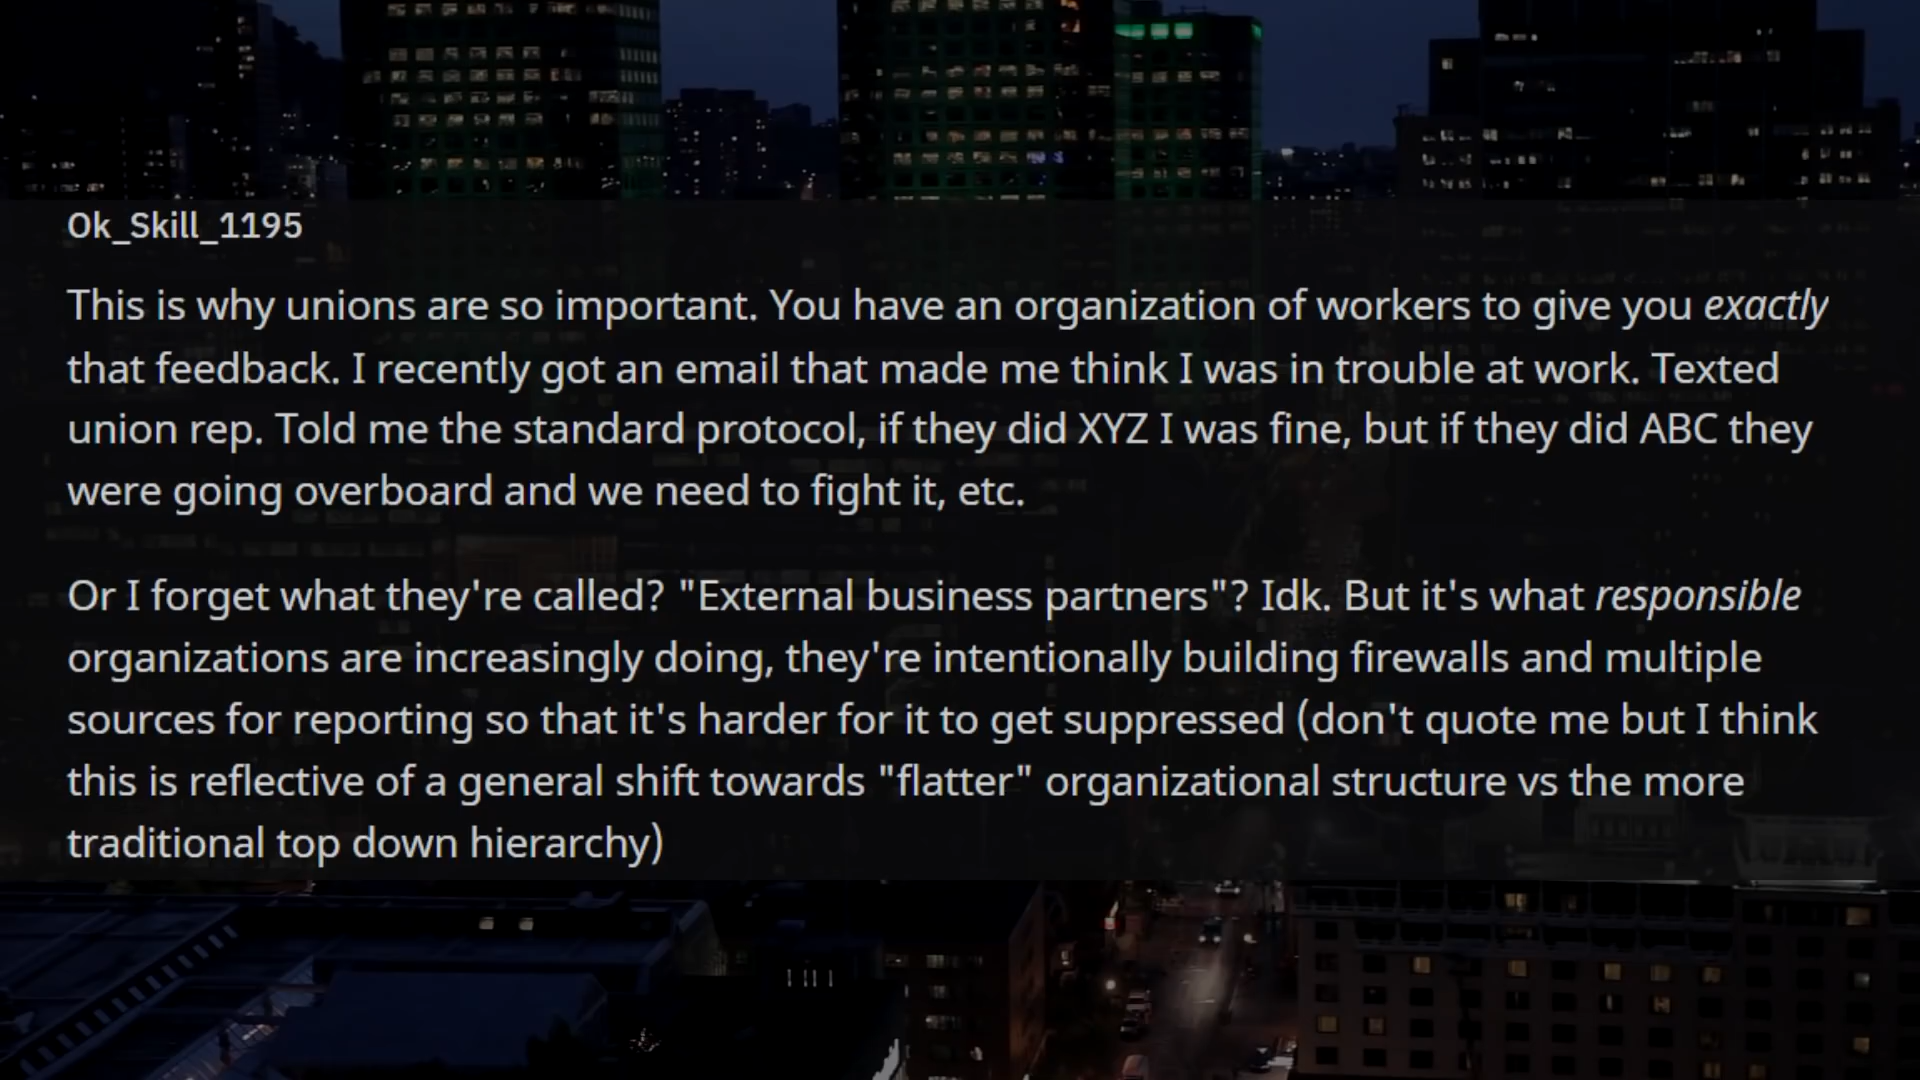 Ok_Skill_1195
This is why unions are so important. You have an organization of workers to give you exactly
that feedback. I recently got an email that made me think I was in trouble at work. Texted
union rep. Told me the standard protocol, if they did XYZ I was fine, but if they did ABC they
were going overboard and we need to fight it, etc.
Or I forget what they're called? "External business partners"? Idk. But it's what responsible
organizations are increasingly doing, they're intentionally building firewalls and multiple
sources for reporting so that it's harder for it to get suppressed (don't quote me but I think
this is reflective of a general shift towards "flatter" organizational structure vs the more
traditional top down hierarchy)